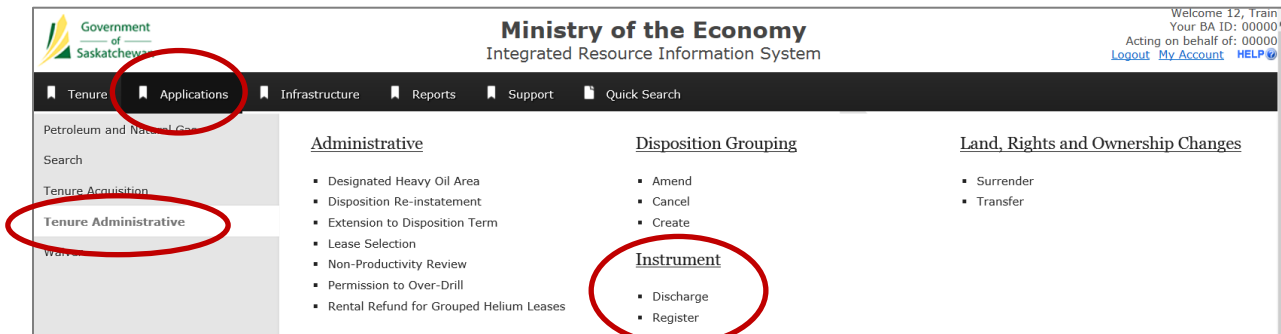 Government
of
Saskatchewan
Ministry of the Economy
Integrated Resource Information System
Welcome 12, Train
Your BA ID: 00000
Acting on behalf of: 00000
Logout My Account HELP
Tenure Applications Infrastructure Reports Support Quick Search
Petroleum and Natural Gas
Search
Tenure Acquisition
Tenure Administrative
Administrative
Designated Heavy Oil Area
Disposition Re-instatement
Extension to Disposition Term
Lease Selection
Non-Productivity Review
Permission to Over-Drill
Rental Refund for Grouped Helium Leases
Disposition Grouping
Amend
Cancel
Create
Instrument
Discharge
Register
Land, Rights and Ownership Changes
Surrender
Transfer